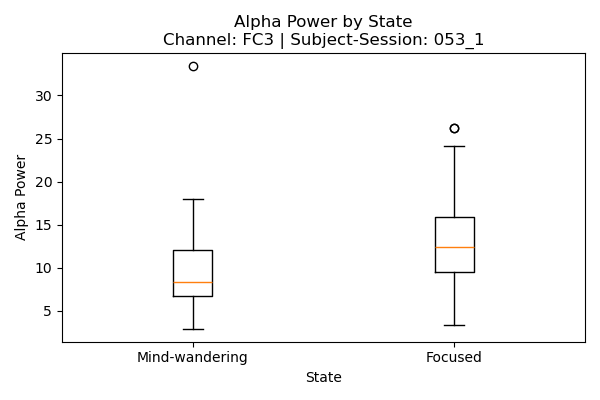 Alpha Power by State
Channel: FC3 | Subject-Session: 053_1
Alpha Power
30
25
20
15
10
5
Mind-wandering
Focused
State